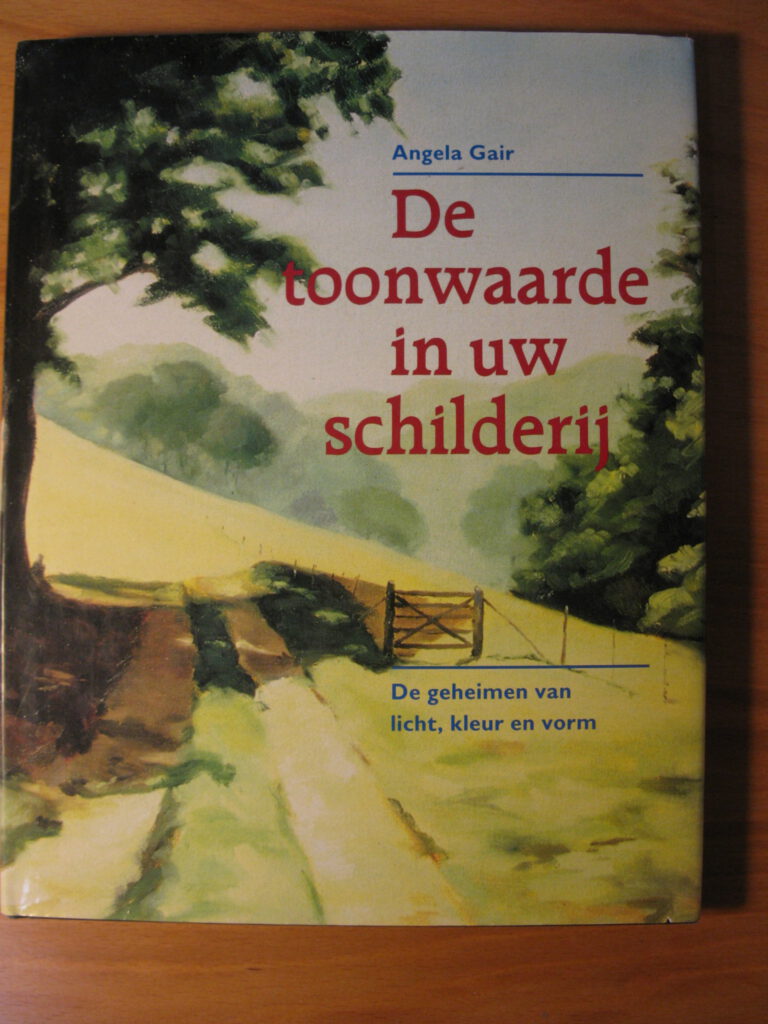 Angela Gair
De
toonwaarde
in uw
schilderij
De geheimen van
licht, kleur en vorm